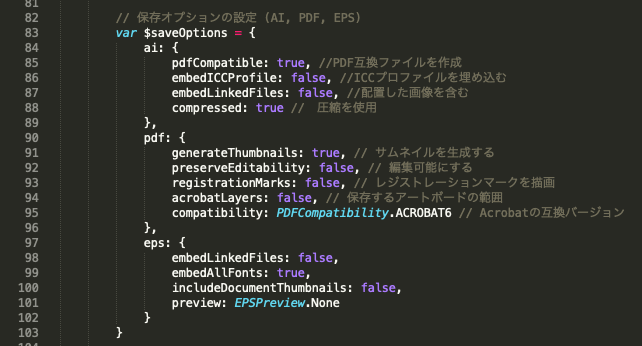 81
82 // 保存オプションの設定 (AI, PDF, EPS)
83 var $saveOptions = {
84 ai: {
85 pdfCompatible: true, //PDF互換ファイルを作成
86 embedICCProfile: false, //ICCプロファイルを埋め込む
87 embedLinkedFiles: false, //配置した画像を含む
88 compressed: true //　圧縮を使用
89 },
90 pdf: {
91 generateThumbnails: true, // サムネイルを生成する
92 preserveEditability: false, // 編集可能にする
93 registrationMarks: false, // レジストレーションマークを描画
94 acrobatLayers: false, // 保存するアートボードの範囲
95 compatibility: PDFCompatibility.ACROBAT6 // Acrobatの互換バージョン
96 },
97 eps: {
98 embedLinkedFiles: false,
99 embedAllFonts: true,
100 includeDocumentThumbnails: false,
101 preview: EPSPreview.None
102 }
103 }
104